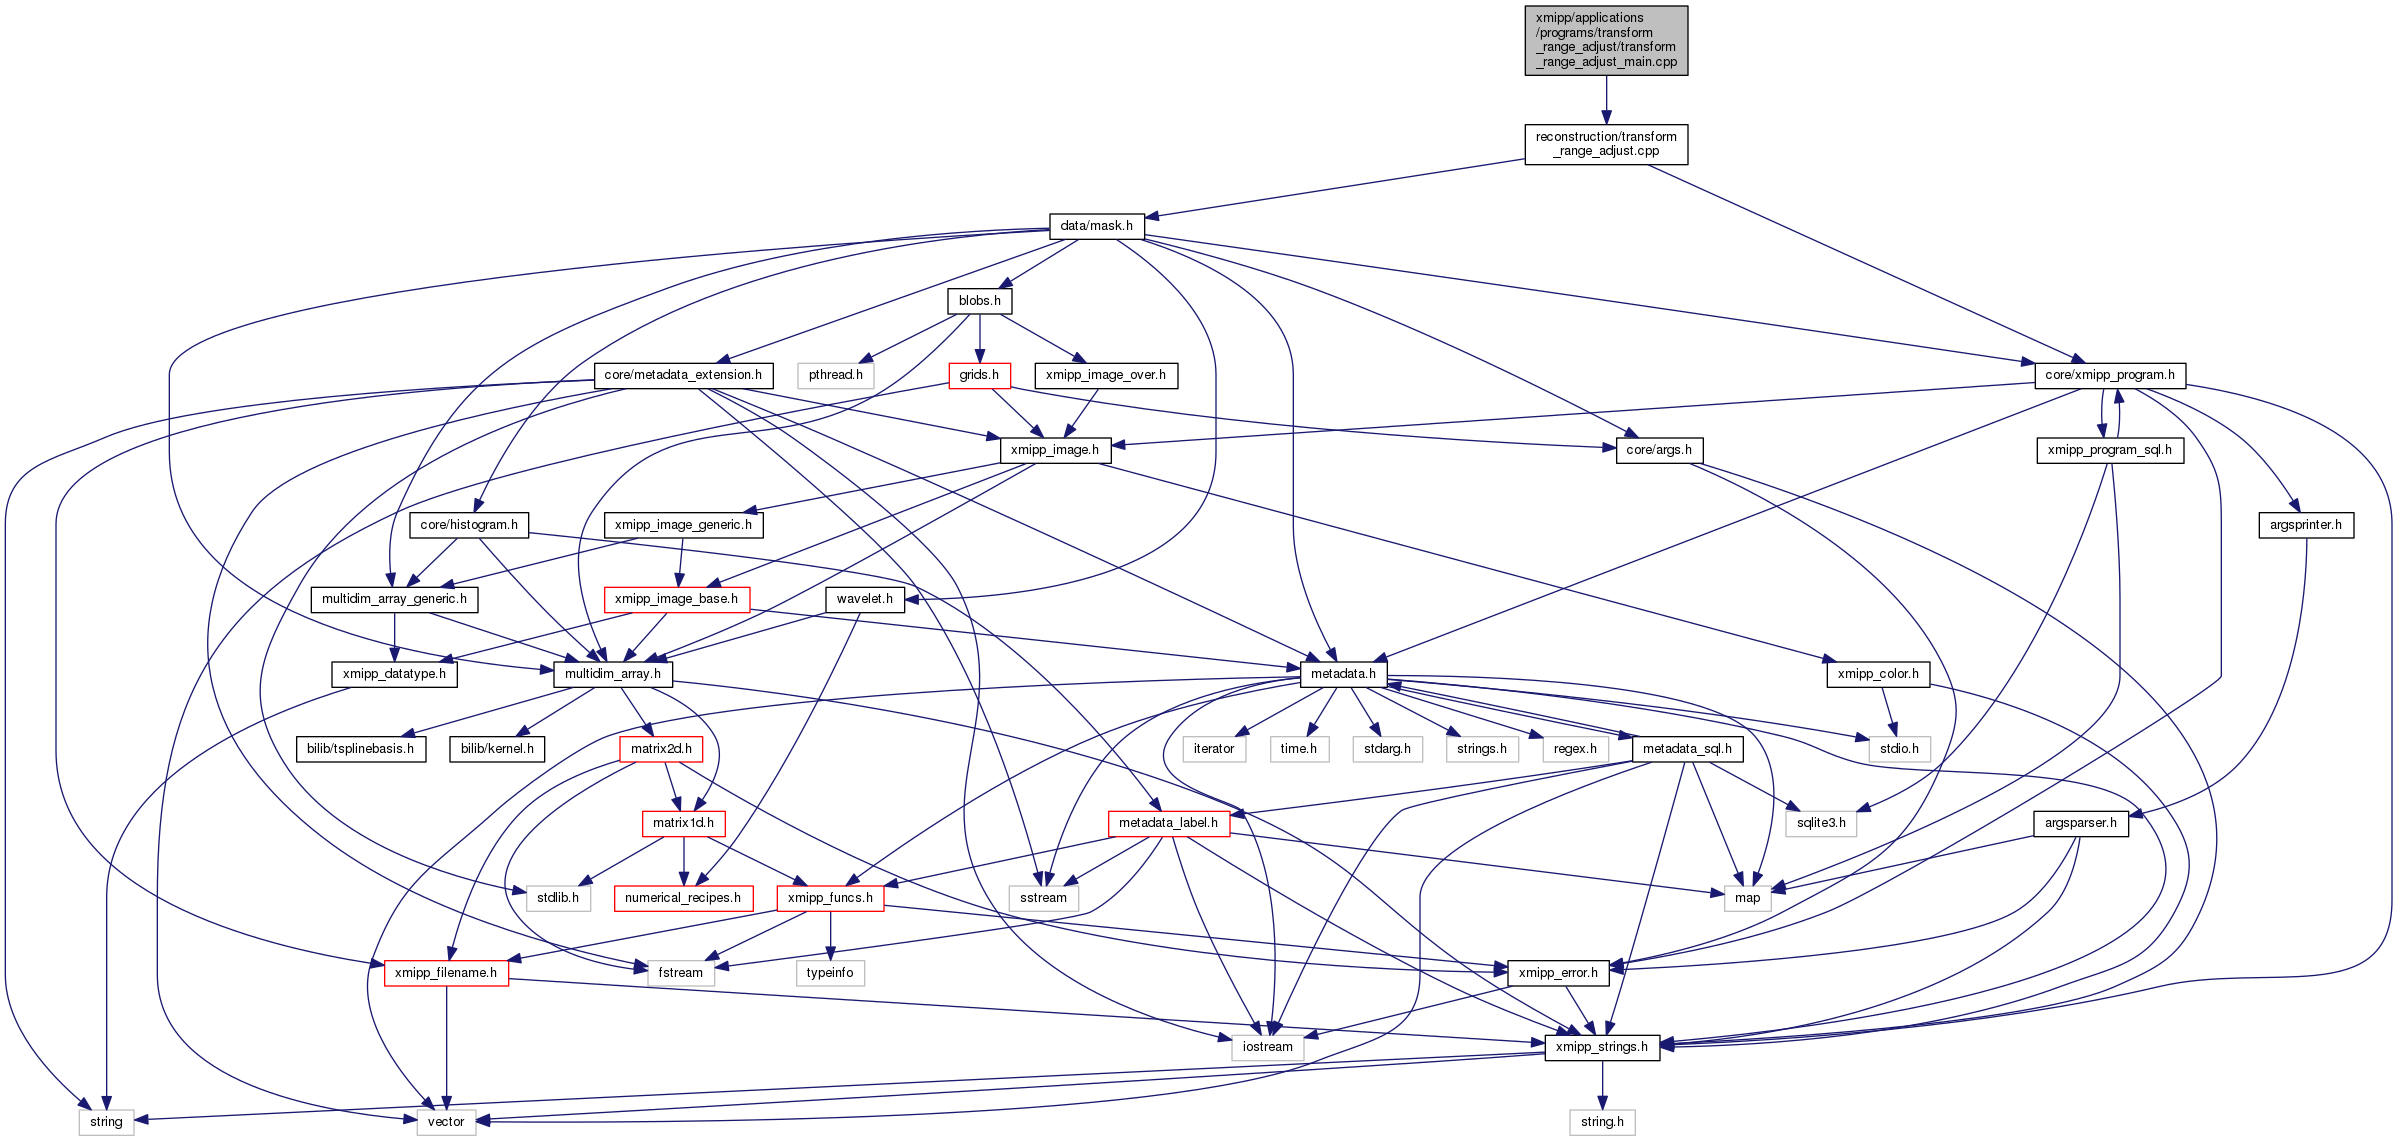 xmipp/applications
/programs/transform
_range_adjust/transform
_range_adjust_main.cpp
reconstruction/transform
_range_adjust.cpp
data/mask.h
blobs.h
core/metadata_extension.h
pthread.h
grids.h
xmipp_image_over.h
core/xmipp_program.h
xmipp_image.h
core/args.h
xmipp_program_sql.h
core/histogram.h
xmipp_image_generic.h
argsprinter.h
multidim_array_generic.h
xmipp_image_base.h
wavelet.h
xmipp_datatype.h
multidim_array.h
metadata.h
xmipp_color.h
bilib/tsplinebasis.h
bilib/kernel.h
matrix2d.h
iterator
time.h
stdarg.h
strings.h
regex.h
metadata_sql.h
stdio.h
matrix1d.h
metadata_label.h
sqlite3.h
argsparser.h
stdlib.h
numerical_recipes.h
xmipp_funcs.h
sstream
map
xmipp_filename.h
fstream
typeinfo
xmipp_error.h
iostream
xmipp_strings.h
string
vector
string.h